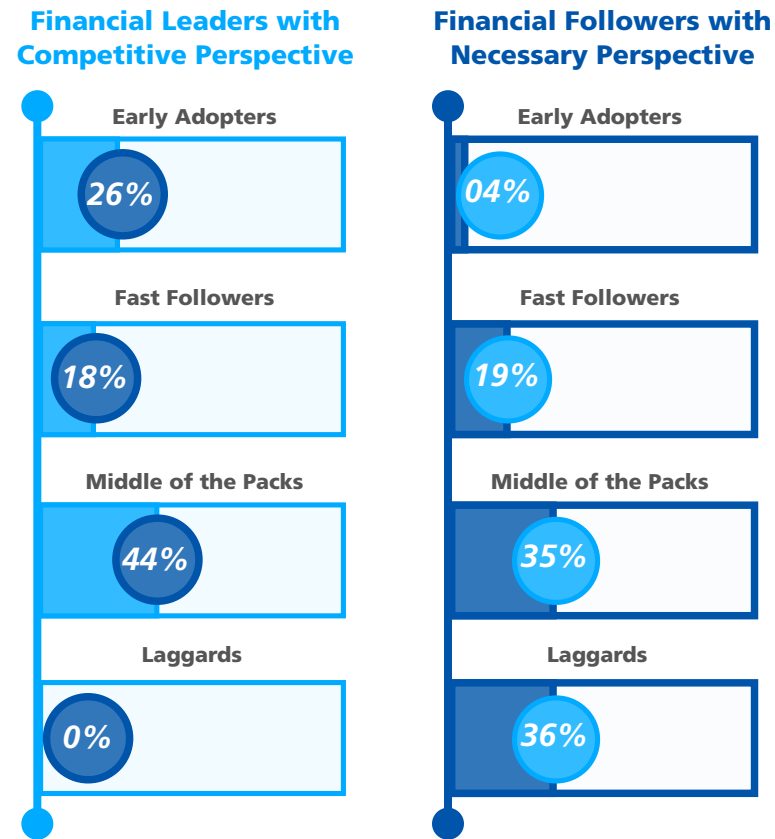 Financial Leaders with
Competitive Perspective
Early Adopters
26%
Fast Followers
18%
Middle of the Packs
44%
Laggards
0%
Financial Followers with
Necessary Perspective
Early Adopters
04%
Fast Followers
19%
Middle of the Packs
35%
Laggards
36%